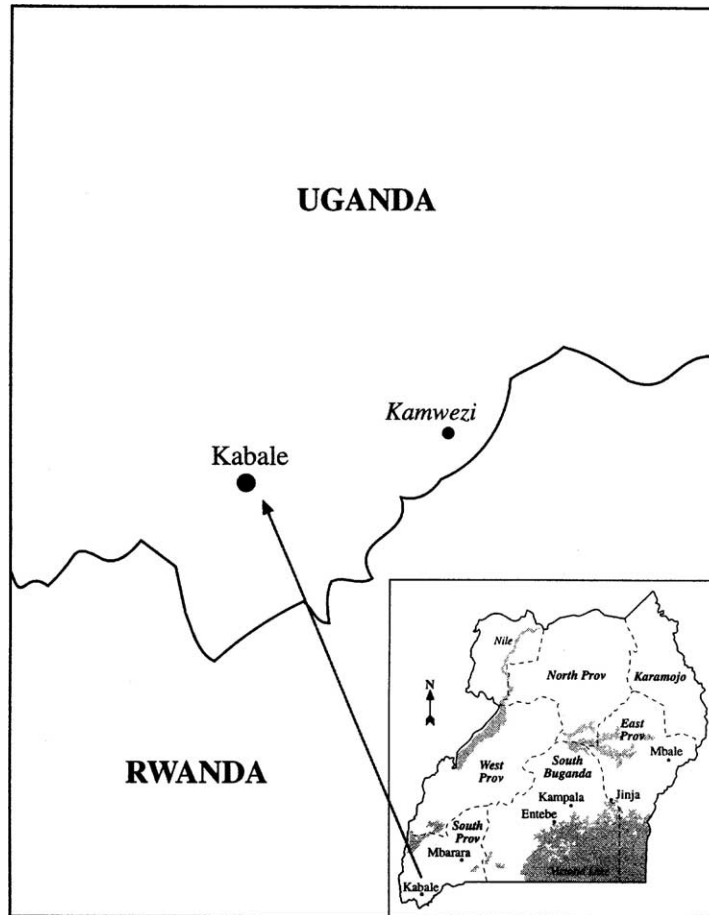 UGANDA
Kamwezi
Kabale
RWANDA
Nile
N
North Prov
Karamojo
East
Prov
Mbale
West
Prov
South
Buganda
Kampala
Jinja
Entebe
South
Prov
Mbarara
Lake
Kabale